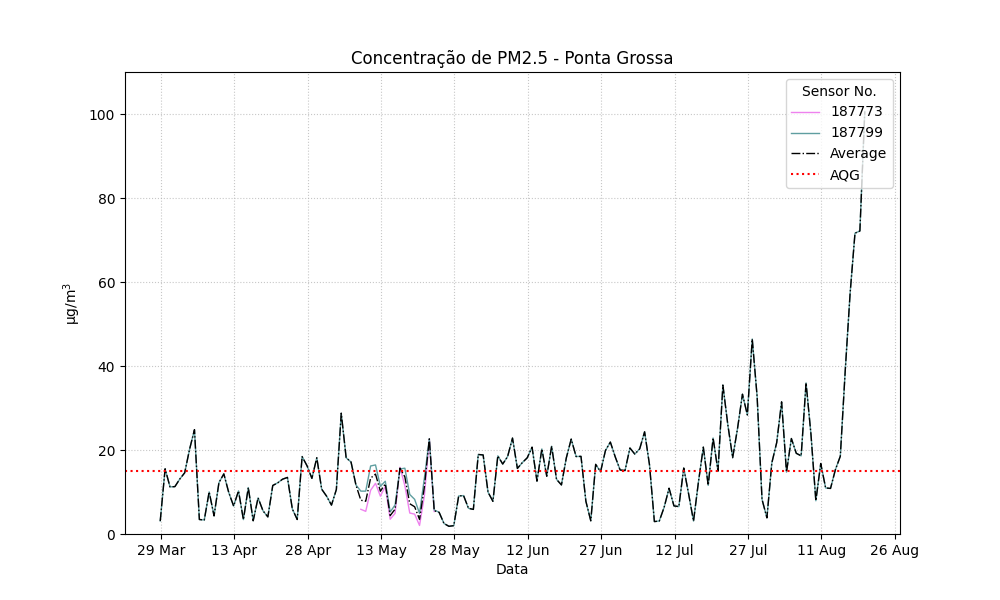 Concentração de PM2.5 - Ponta Grossa
Sensor No.
187773
187799
Average
AQG
100
80
60
40
20
0
µg/m³
29 Mar 13 Apr 28 Apr 13 May 28 May 12 Jun 27 Jun 12 Jul 27 Jul 11 Aug 26 Aug
Data